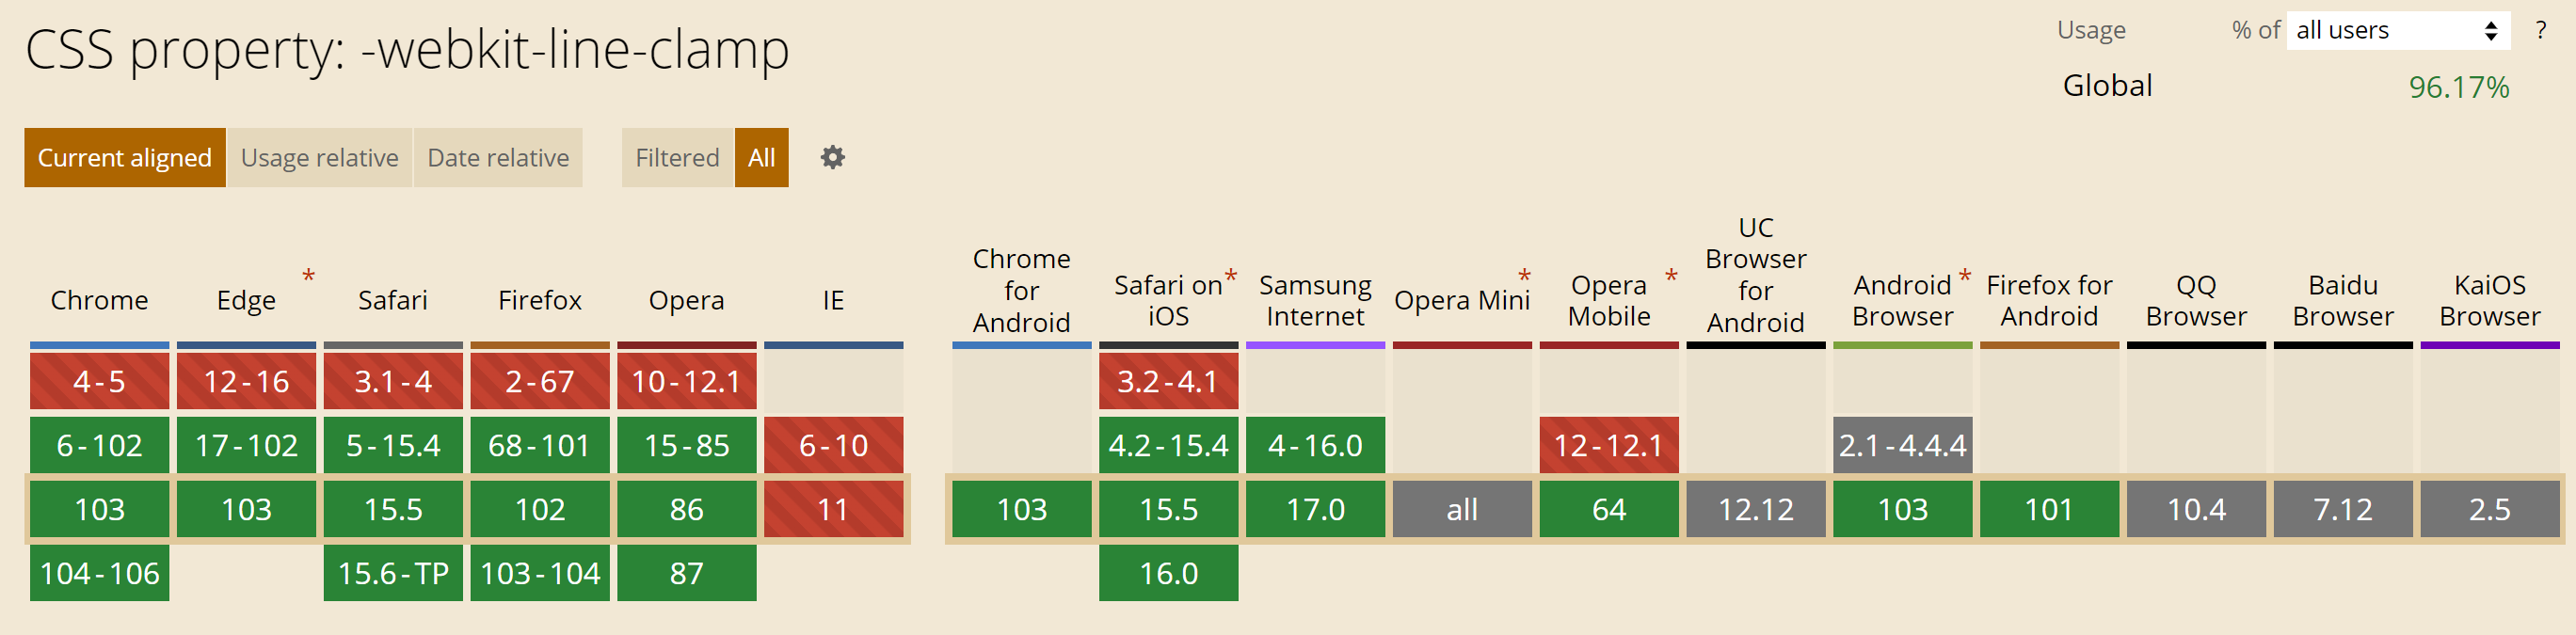 CSS property: -webkit-line-clamp
Usage % of all users ?
Global 96.17%
Current aligned Usage relative Date relative Filtered All
Chrome
Edge *
Safari
Firefox
Opera
IE
Chrome
for
Android
Safari on *
iOS
Samsung
Internet
Opera Mini *
Opera *
Mobile
UC
Browser
for
Android
Android *
Browser
Firefox for
Android
QQ
Browser
Baidu
Browser
KaiOS
Browser
4-5 12-16 3.1-4 2-67 10-12.1 3.2-4.1
6-102 17-102 5-15.4 68-101 15-85 6-10 4.2-15.4 4-16.0 12-12.1 2.1-4.4.4
103 103 15.5 102 86 11 103 15.5 17.0 all 64 12.12 103 101 10.4 7.12 2.5
104-106 15.6-TP 103-104 87 16.0